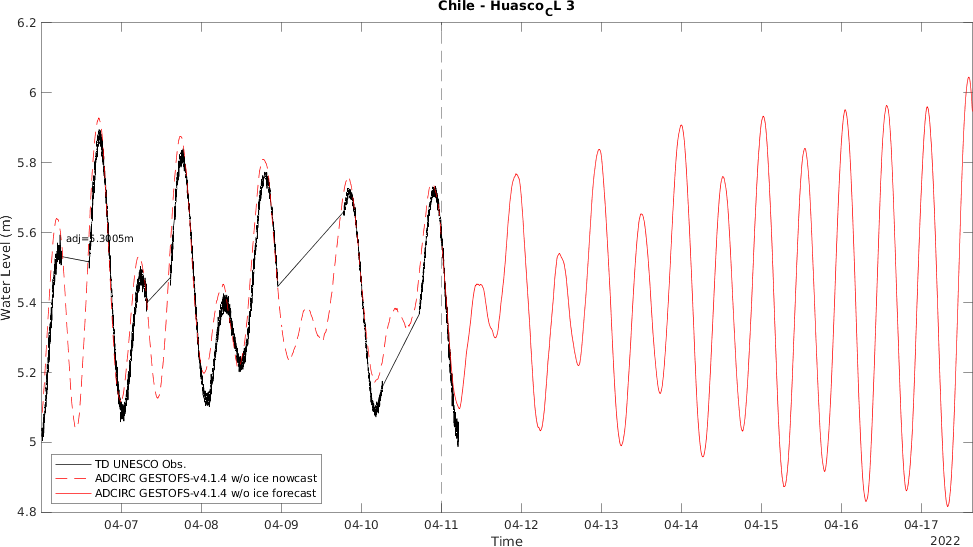 Chile - HuascoCL 3
6.2
6
5.8
5.6
5.4
5.2
5
4.8
Water Level (m)
adj=5.3005m
TD UNESCO Obs.
ADCIRC GESTOFS-v4.1.4 w/o ice nowcast
ADCIRC GESTOFS-v4.1.4 w/o ice forecast
04-07 04-08 04-09 04-10 04-11 04-12 04-13 04-14 04-15 04-16 04-17
Time
2022